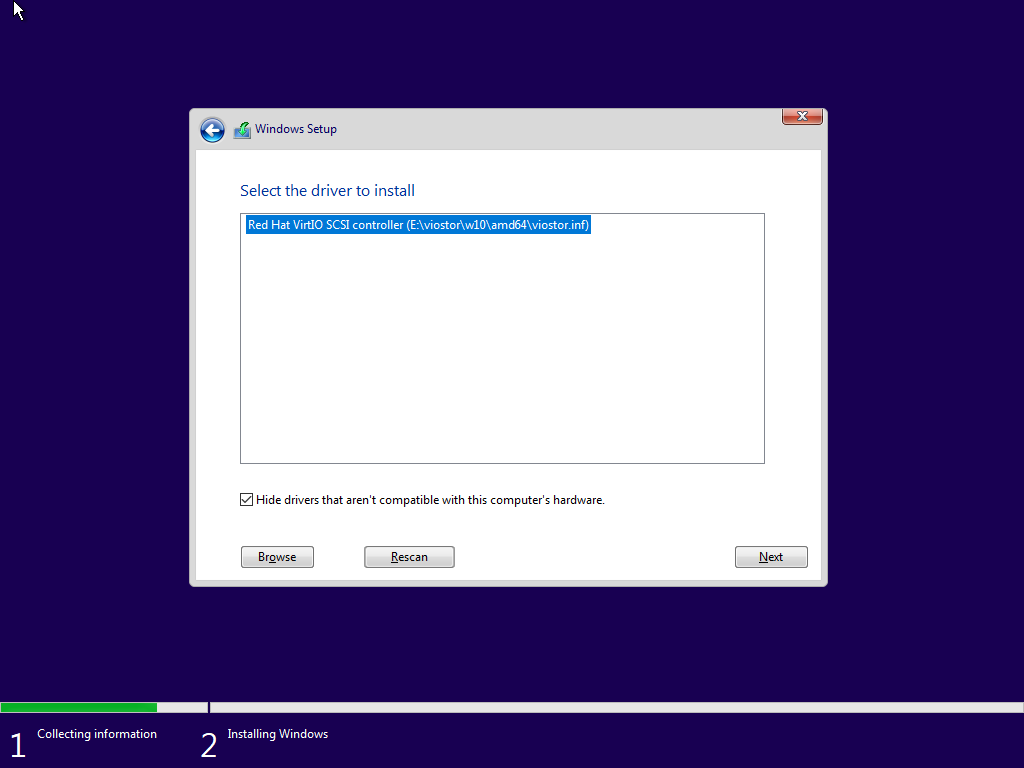 Windows Setup
Select the driver to install
Red Hat VirtIO SCSI controller (E:\viostor\w10\amd64\viostor.inf)
Hide drivers that aren't compatible with this computer's hardware.
Browse
Rescan
Next
1 Collecting information
2 Installing Windows